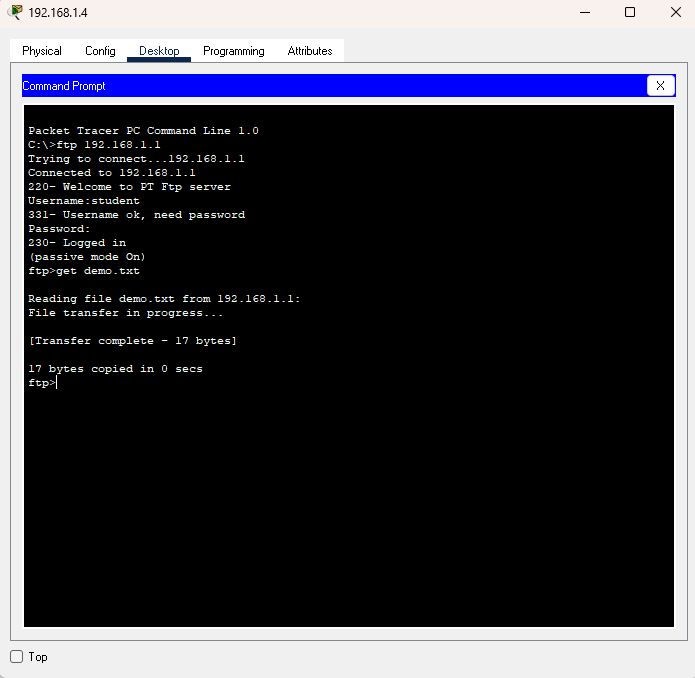 192.168.1.4
Physical Config Desktop Programming Attributes
Command Prompt
X
Packet Tracer PC Command Line 1.0
C:\>ftp 192.168.1.1
Trying to connect...192.168.1.1
Connected to 192.168.1.1
220- Welcome to PT Ftp server
Username:student
331- Username ok, need password
Password:
230- Logged in
(passive mode On)
ftp>get demo.txt
Reading file demo.txt from 192.168.1.1:
File transfer in progress...
[Transfer complete - 17 bytes]
17 bytes copied in 0 secs
ftp>
Top